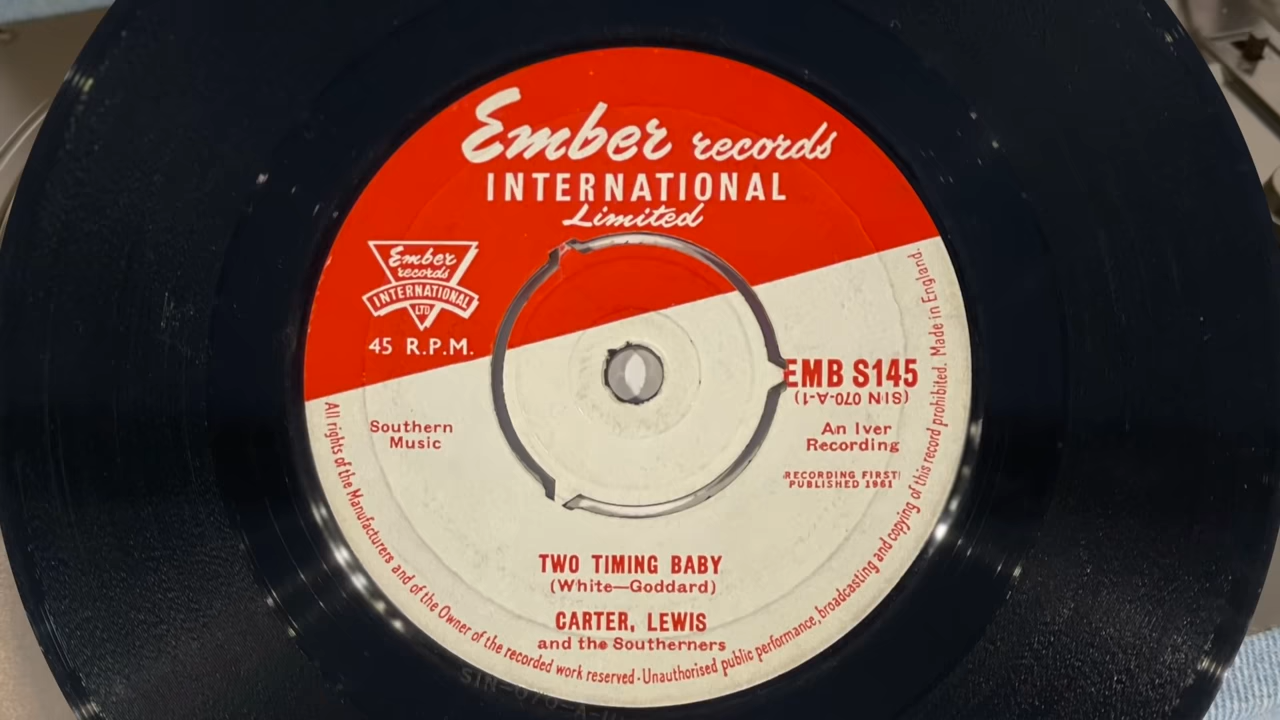 Ember records
INTERNATIONAL
Limited
Ember
records
INTERNATIONAL
LTD
45 R.P.M.
EMB S145
(SIN 070-A-1)
Southern
Music
An Iver
Recording
RECORDING FIRST
PUBLISHED 1961
TWO TIMING BABY
(White—Goddard)
CARTER, LEWIS
and the Southerners
All rights of the Manufacturers and of the Owner of the recorded work reserved-Unauthorised public performance, broadcasting and copying of this record prohibited. Made in England.